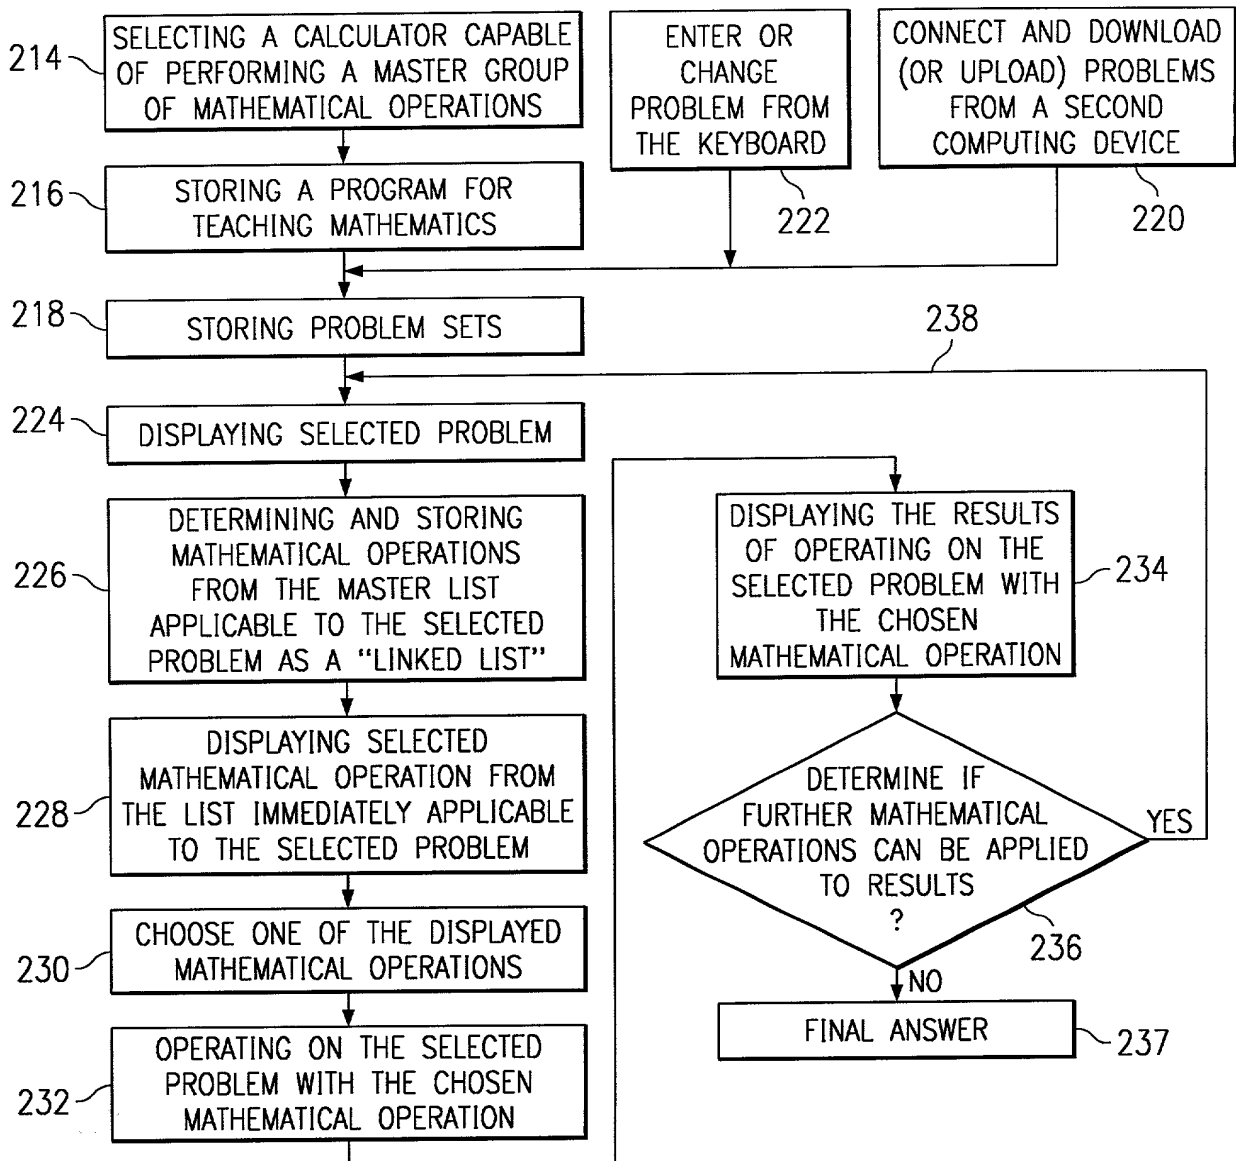 214
SELECTING A CALCULATOR CAPABLE
OF PERFORMING A MASTER GROUP
OF MATHEMATICAL OPERATIONS
ENTER OR
CHANGE
PROBLEM FROM
THE KEYBOARD
222
CONNECT AND DOWNLOAD
(OR UPLOAD) PROBLEMS
FROM A SECOND
COMPUTING DEVICE
220
216
STORING A PROGRAM FOR
TEACHING MATHEMATICS
218
STORING PROBLEM SETS
238
224
DISPLAYING SELECTED PROBLEM
226
DETERMINING AND STORING
MATHEMATICAL OPERATIONS
FROM THE MASTER LIST
APPLICABLE TO THE SELECTED
PROBLEM AS A “LINKED LIST”
228
DISPLAYING SELECTED
MATHEMATICAL OPERATION FROM
THE LIST IMMEDIATELY APPLICABLE
TO THE SELECTED PROBLEM
230
CHOOSE ONE OF THE DISPLAYED
MATHEMATICAL OPERATIONS
232
OPERATING ON THE SELECTED
PROBLEM WITH THE CHOSEN
MATHEMATICAL OPERATION
DISPLAYING THE RESULTS
OF OPERATING ON THE
SELECTED PROBLEM WITH
THE CHOSEN
MATHEMATICAL OPERATION
234
DETERMINE IF
FURTHER MATHEMATICAL
OPERATIONS CAN BE APPLIED
TO RESULTS
?
YES
236
NO
FINAL ANSWER
237